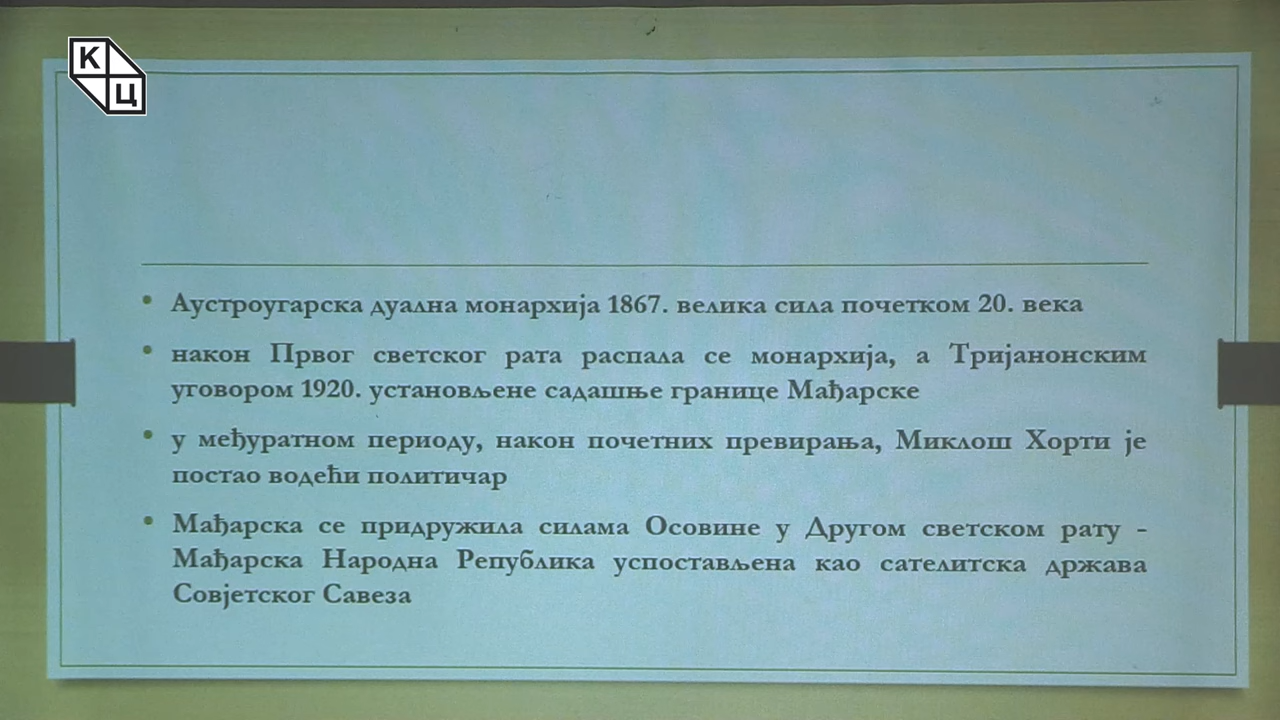 К
Ц
• Аустроугарска дуална монархија 1867. велика сила почетком 20. века
• након Првог светског рата распала се монархија, а Тријанонским
уговором 1920. установљене садашње границе Мађарске
• у међуратном периоду, након почетних превирања, Миклош Хорти је
постао водећи политичар
• Мађарска се придружила силама Осовине у Другом светском рату -
Мађарска Народна Република успостављена као сателитска држава
Совјетског Савеза